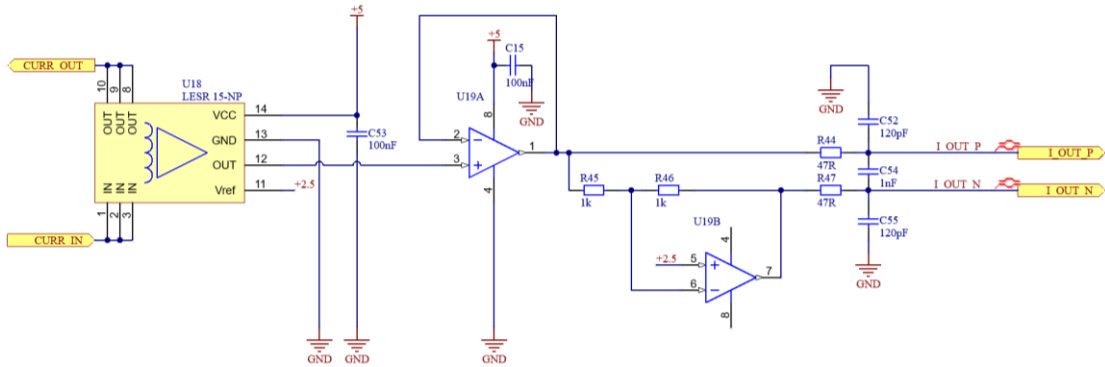 +5
+5
C15
100nF
GND
CURR_OUT
10
9
8
U18
LESR 15-NP
OUT
OUT
OUT
VCC
14
GND
13
OUT
12
Vref
11
+2.5
IN
IN
IN
1
2
3
CURR_IN
C53
100nF
GND
GND
U19A
8
2
3
1
4
GND
GND
C52
120pF
R44
47R
I_OUT_P
I_OUT_P
C54
1nF
R45
1k
R46
1k
R47
47R
I_OUT_N
I_OUT_N
C55
120pF
GND
U19B
4
+2.5
5
6
7
8